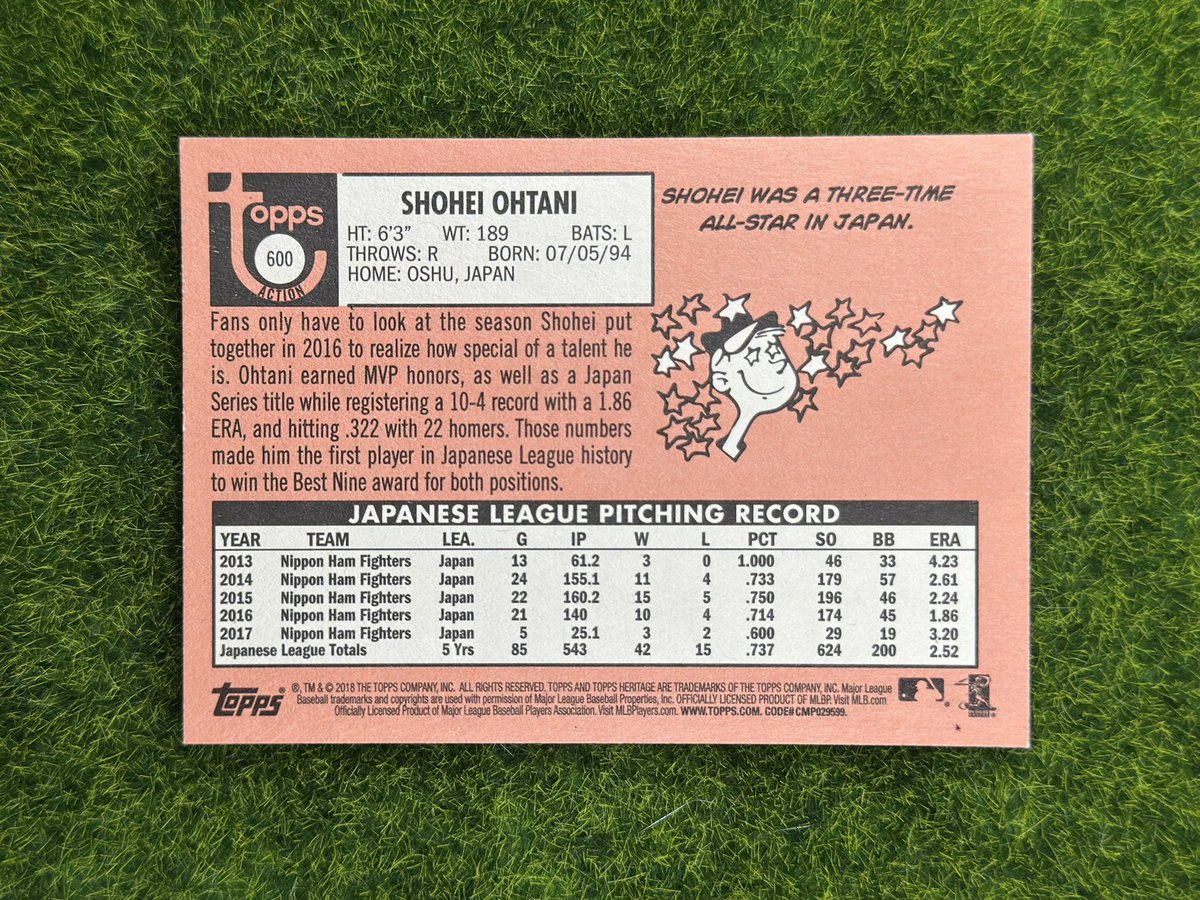 topps
600
ACTION
SHOHEI OHTANI
HT: 6'3" WT: 189 BATS: L
THROWS: R BORN: 07/05/94
HOME: OSHU, JAPAN
SHOHEI WAS A THREE-TIME
ALL-STAR IN JAPAN.
Fans only have to look at the season Shohei put
together in 2016 to realize how special of a talent he
is. Ohtani earned MVP honors, as well as a Japan
Series title while registering a 10-4 record with a 1.86
ERA, and hitting .322 with 22 homers. Those numbers
made him the first player in Japanese League history
to win the Best Nine award for both positions.
JAPANESE LEAGUE PITCHING RECORD
YEAR TEAM LEA. G IP W L PCT SO BB ERA
2013 Nippon Ham Fighters Japan 13 61.2 3 0 1.000 46 33 4.23
2014 Nippon Ham Fighters Japan 24 155.1 11 4 .733 179 57 2.61
2015 Nippon Ham Fighters Japan 22 160.2 15 5 .750 196 46 2.24
2016 Nippon Ham Fighters Japan 21 140 10 4 .714 174 45 1.86
2017 Nippon Ham Fighters Japan 5 25.1 3 2 .600 29 19 3.20
Japanese League Totals 5 Yrs 85 543 42 15 .737 624 200 2.52
topps®
®, TM & © 2018 THE TOPPS COMPANY, INC. ALL RIGHTS RESERVED. TOPPS AND TOPPS HERITAGE ARE TRADEMARKS OF THE TOPPS COMPANY, INC. Major League
Baseball trademarks and copyrights are used with permission of Major League Baseball Properties, Inc. OFFICIALLY LICENSED PRODUCT OF MLBP. Visit MLB.com
Officially Licensed Product of Major League Baseball Players Association. Visit MLBPlayers.com. WWW.TOPPS.COM. CODE#CMP029599.